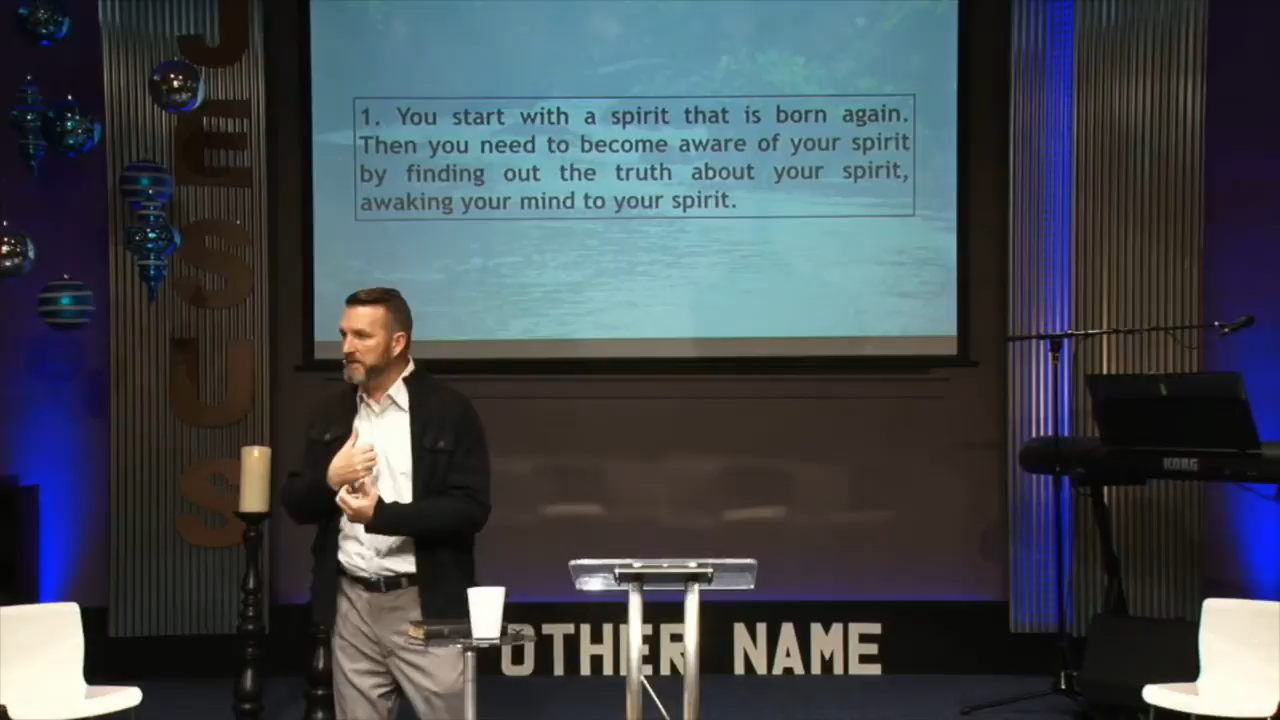 1. You start with a spirit that is born again.
Then you need to become aware of your spirit
by finding out the truth about your spirit,
awaking your mind to your spirit.
JESUS
KORG
OTHER NAME